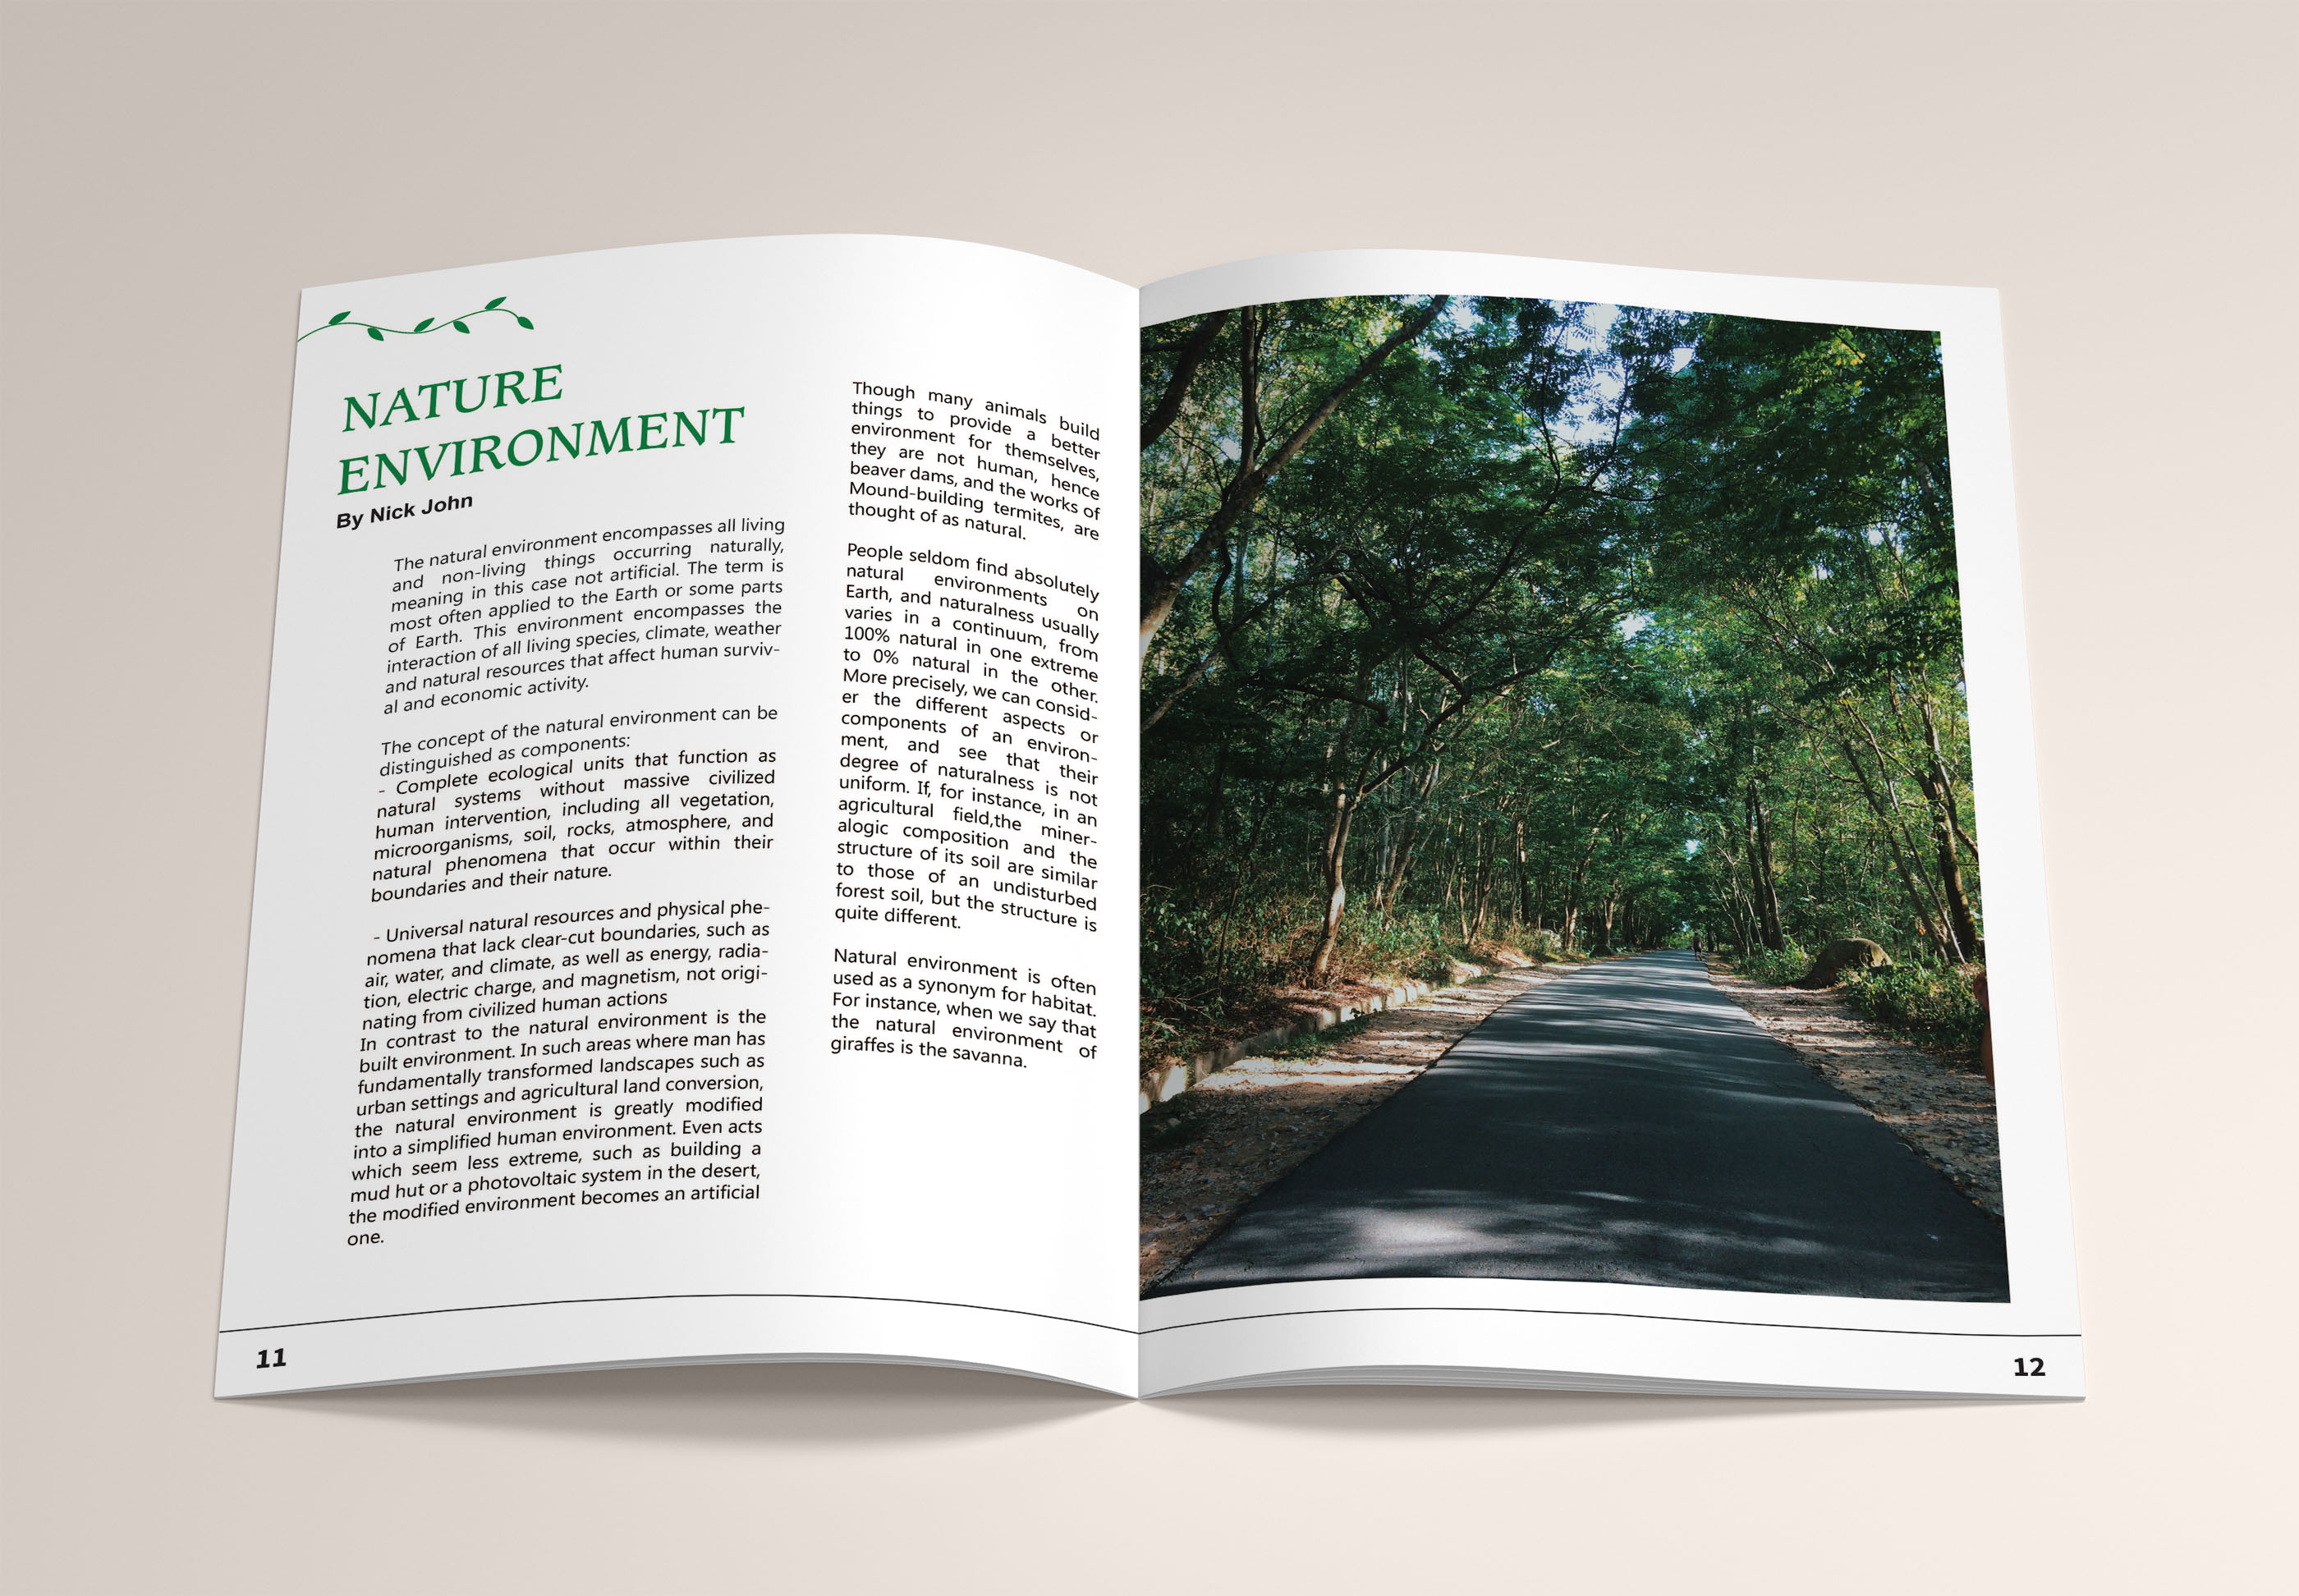 NATURE
ENVIRONMENT
By Nick John
The natural environment encompasses all living
and non-living things occurring naturally,
meaning in this case not artificial. The term is
most often applied to the Earth or some parts
of Earth. This environment encompasses the
interaction of all living species, climate, weather
and natural resources that affect human surviv-
al and economic activity.
The concept of the natural environment can be
distinguished as components:
- Complete ecological units that function as
natural systems without massive civilized
human intervention, including all vegetation,
microorganisms, soil, rocks, atmosphere, and
natural phenomena that occur within their
boundaries and their nature.
- Universal natural resources and physical phe-
nomena that lack clear-cut boundaries, such as
air, water, and climate, as well as energy, radia-
tion, electric charge, and magnetism, not origi-
nating from civilized human actions
In contrast to the natural environment is the
built environment. In such areas where man has
fundamentally transformed landscapes such as
urban settings and agricultural land conversion,
the natural environment is greatly modified
into a simplified human environment. Even acts
which seem less extreme, such as building a
mud hut or a photovoltaic system in the desert,
the modified environment becomes an artificial
one.
Though many animals build
things to provide a better
environment for themselves,
they are not human, hence
beaver dams, and the works of
Mound-building termites, are
thought of as natural.
People seldom find absolutely
natural environments on
Earth, and naturalness usually
varies in a continuum, from
100% natural in one extreme
to 0% natural in the other.
More precisely, we can consid-
er the different aspects or
components of an environ-
ment, and see that their
degree of naturalness is not
uniform. If, for instance, in an
agricultural field,the miner-
alogic composition and the
structure of its soil are similar
to those of an undisturbed
forest soil, but the structure is
quite different.
Natural environment is often
used as a synonym for habitat.
For instance, when we say that
the natural environment of
giraffes is the savanna.
11
12